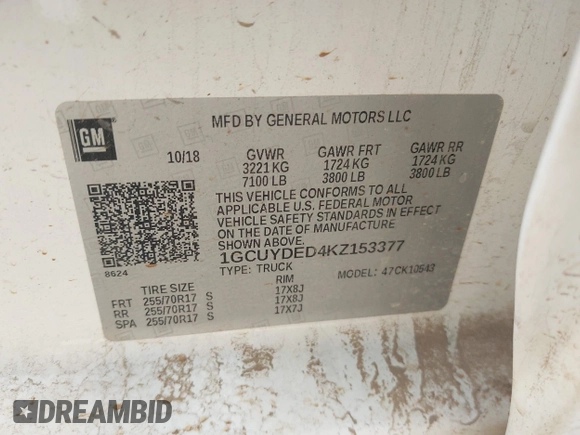 GM
MFD BY GENERAL MOTORS LLC
10/18 GVWR GAWR FRT GAWR RR
3221 KG 1724 KG 1724 KG
7100 LB 3800 LB 3800 LB
THIS VEHICLE CONFORMS TO ALL
APPLICABLE U.S. FEDERAL MOTOR
VEHICLE SAFETY STANDARDS IN EFFECT
ON THE DATE OF MANUFACTURE
SHOWN ABOVE.
8624
1GCUYDED4KZ153377
TYPE: TRUCK MODEL: 47CK10543
TIRE SIZE RIM
FRT 255/70R17 S 17X8J
RR 255/70R17 S 17X8J
SPA 255/70R17 S 17X7J
DREAMBID